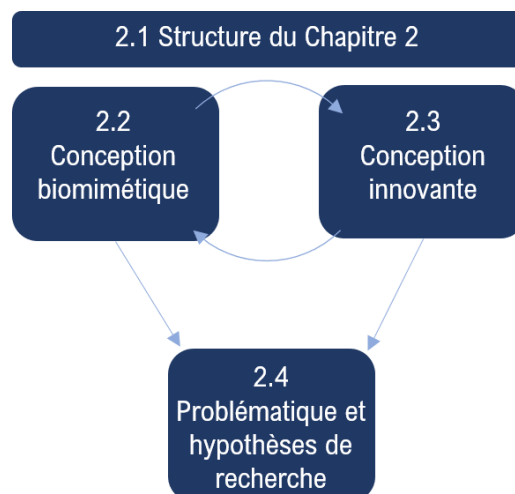 2.1 Structure du Chapitre 2
2.2
Conception
biomimétique
2.3
Conception
innovante
2.4
Problématique et
hypothèses de
recherche